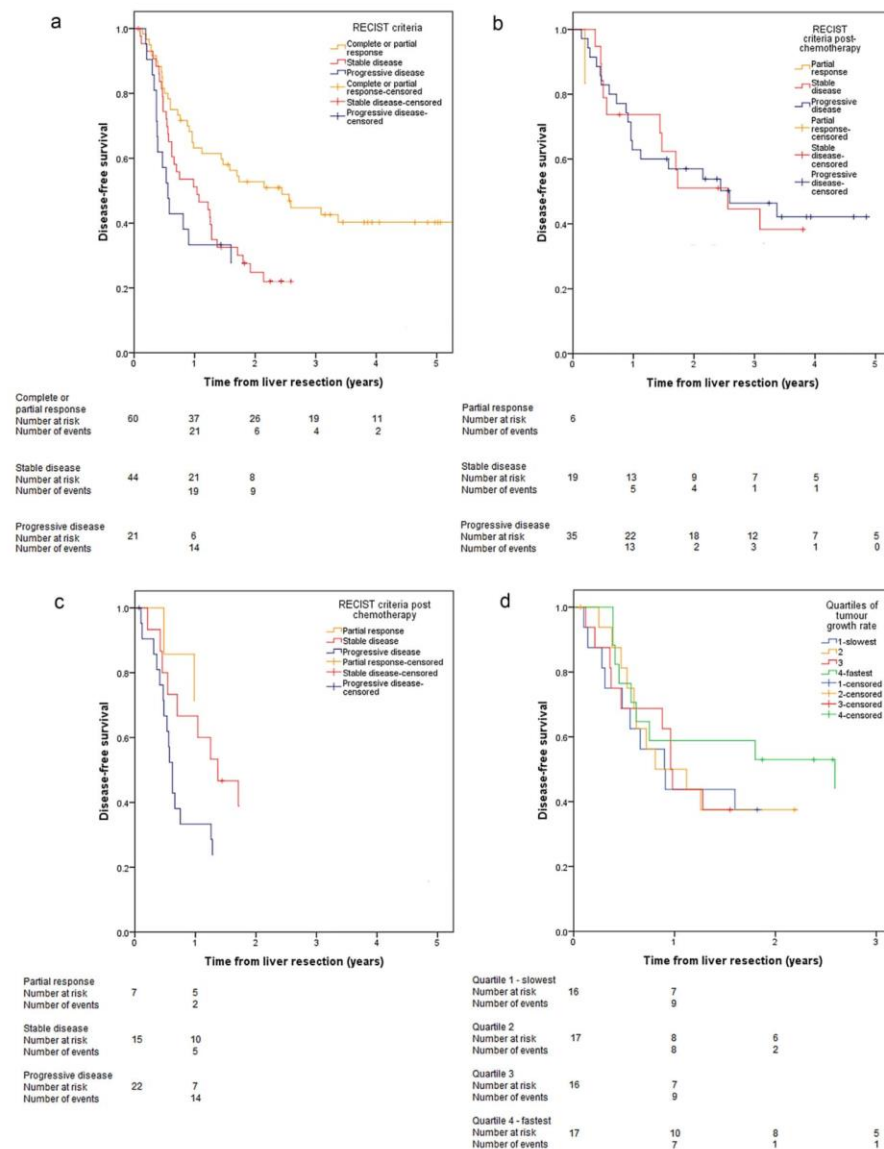 a
RECIST criteria
Complete or partial
response
Stable disease
Progressive disease
Complete or partial
response-censored
Stable disease-censored
Progressive disease-
censored
Disease-free survival
1.0
0.8
0.6
0.4
0.2
0.0
0 1 2 3 4 5
Time from liver resection (years)
Complete or
partial response
Number at risk 60 37 26 19 11
Number of events 21 6 4 2
Stable disease
Number at risk 44 21 8
Number of events 19 9
Progressive disease
Number at risk 21 6
Number of events 14
b
RECIST
criteria post-
chemotherapy
Partial
response
Stable
disease
Progressive
disease
Partial
response-
censored
Stable
disease-
censored
Progressive
disease-
censored
Disease-free survival
1.0
0.8
0.6
0.4
0.2
0.0
0 1 2 3 4 5
Time from liver resection (years)
Partial response
Number at risk 6
Number of events
Stable disease
Number at risk 19 13 9 7 5
Number of events 5 4 1 1
Progressive disease
Number at risk 35 22 18 12 7 5
Number of events 13 2 3 1 0
c
RECIST criteria post
chemotherapy
Partial response
Stable disease
Progressive disease
Partial response-censored
Stable disease-censored
Progressive disease-
censored
Disease-free survival
1.0
0.8
0.6
0.4
0.2
0.0
0 1 2 3 4 5
Time from liver resection (years)
Partial response
Number at risk 7 5
Number of events 2
Stable disease
Number at risk 15 10
Number of events 5
Progressive disease
Number at risk 22 7
Number of events 14
d
Quartiles of
tumour
growth rate
1-slowest
2
3
4-fastest
1-censored
2-censored
3-censored
4-censored
Disease-free survival
1.0
0.8
0.6
0.4
0.2
0.0
0 1 2 3
Time from liver resection (years)
Quartile 1 - slowest
Number at risk 16 7
Number of events 9
Quartile 2
Number at risk 17 8 6
Number of events 8 2
Quartile 3
Number at risk 16 7
Number of events 9
Quartile 4 - fastest
Number at risk 17 10 8 5
Number of events 7 1 1